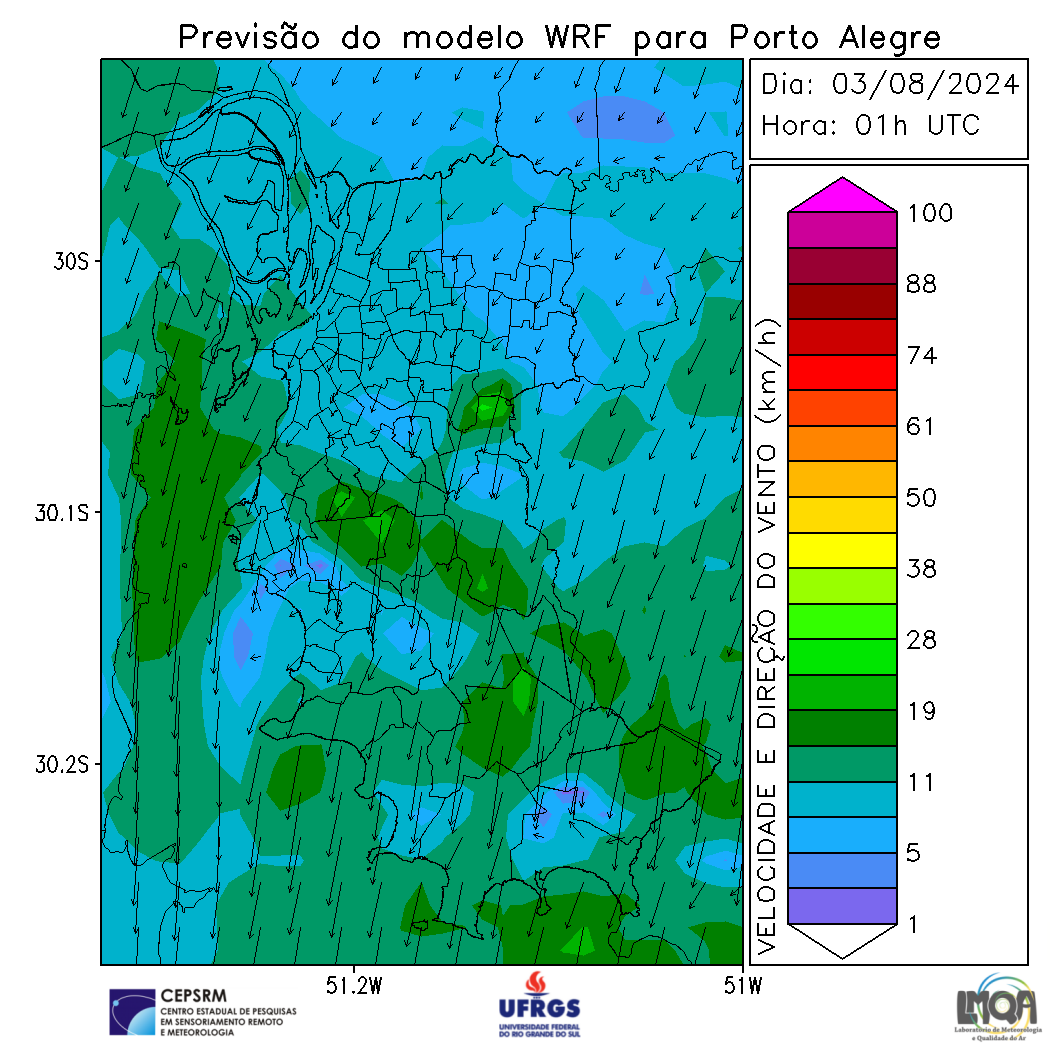 Previsão do modelo WRF para Porto Alegre
Dia: 03/08/2024
Hora: 01h UTC
30S
30.1S
30.2S
51.2W
51W
VELOCIDADE E DIREÇÃO DO VENTO (km/h)
100
88
74
61
50
38
28
19
11
5
1
CEPSRM
CENTRO ESTADUAL DE PESQUISAS
EM SENSORIAMENTO REMOTO
E METEOROLOGIA
UFRGS
UNIVERSIDADE FEDERAL
DO RIO GRANDE DO SUL
LMQA
Laboratório de Meteorologia
e Qualidade do Ar